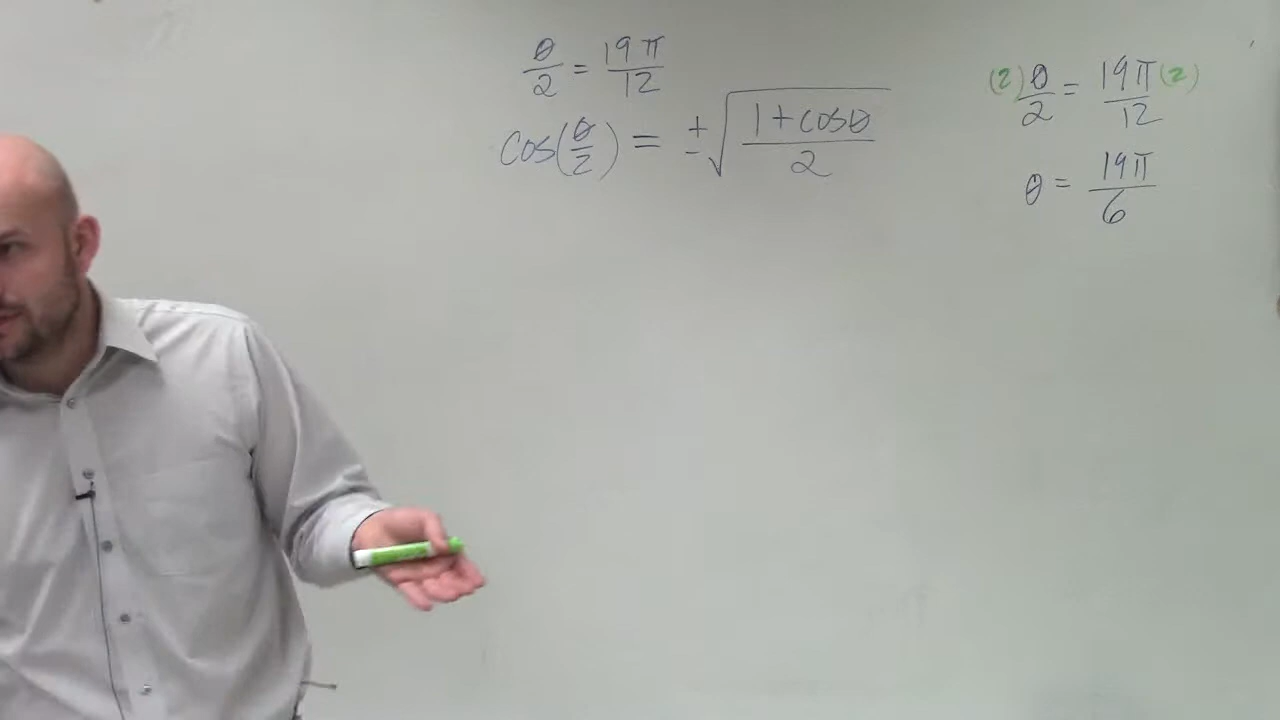 θ/2 = 19π/12
cos(θ/2) = ±√((1+cosθ)/2)
(2) θ/2 = 19π/12 (2)
θ = 19π/6